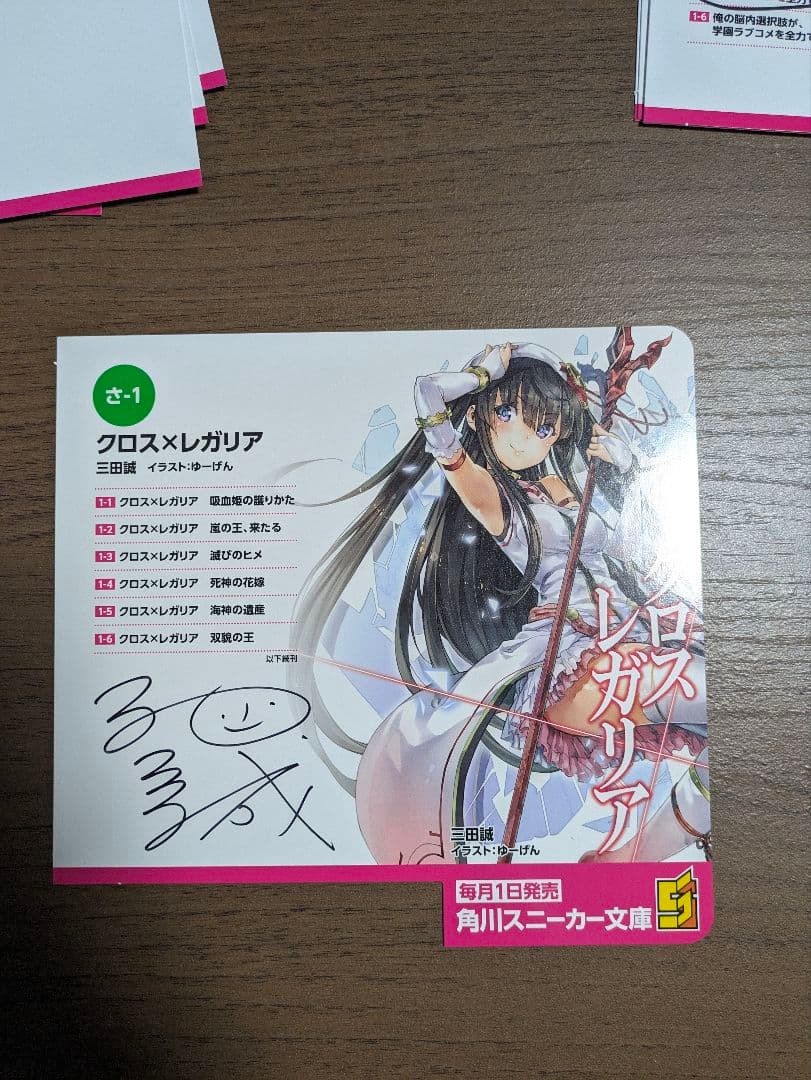 1-6 俺の脳内選択肢が、
学園ラブコメを全力で
さ-1
クロス×レガリア
三田誠 イラスト:ゆーげん
1-1 クロス×レガリア 吸血姫の護りかた
1-2 クロス×レガリア 嵐の王、来たる
1-3 クロス×レガリア 滅びのヒメ
1-4 クロス×レガリア 死神の花嫁
1-5 クロス×レガリア 海神の遺産
1-6 クロス×レガリア 双貌の王
以下続刊
クロス
レガリア
三田誠
イラスト:ゆーげん
毎月1日発売
角川スニーカー文庫